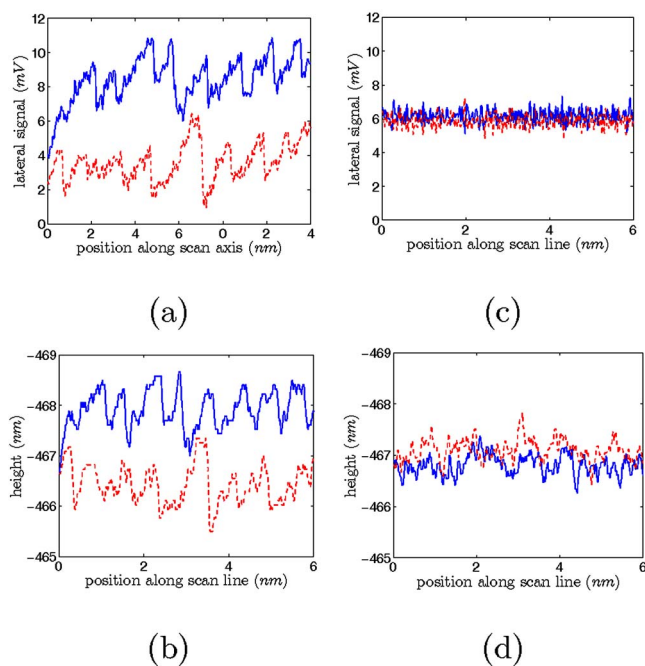 12
10
8
6
4
2
0
lateral signal (mV)
0 0 2 6 0 2 4
position along scan axis (nm)
(a)
12
10
8
6
4
2
0
lateral signal (mV)
0 2 4 6
position along scan line (nm)
(c)
-469
-468
-467
-466
-465
height (nm)
0 2 4 6
position along scan line (nm)
(b)
-469
-468
-467
-466
-465
height (nm)
0 2 4 6
position along scan line (nm)
(d)